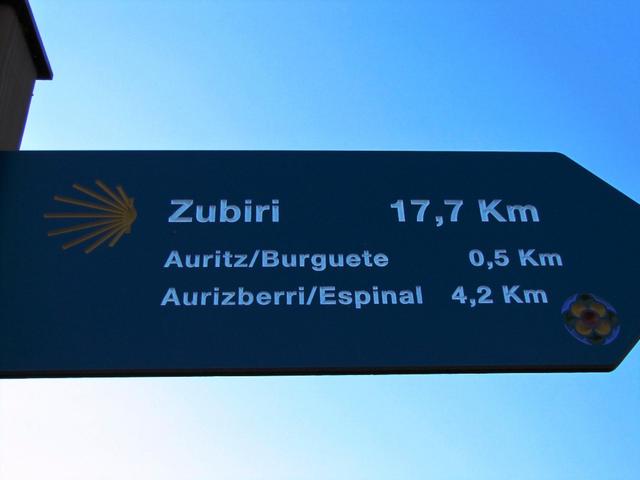 Zubiri 17,7 Km
Auritz/Burguete 0,5 Km
Aurizberri/Espinal 4,2 Km